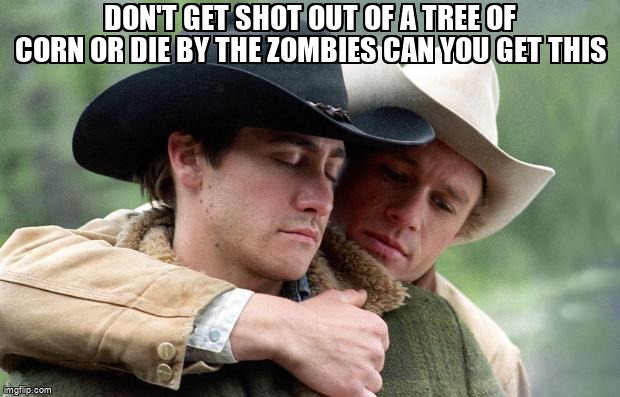 DON'T GET SHOT OUT OF A TREE OF
CORN OR DIE BY THE ZOMBIES CAN YOU GET THIS
imgflip.com